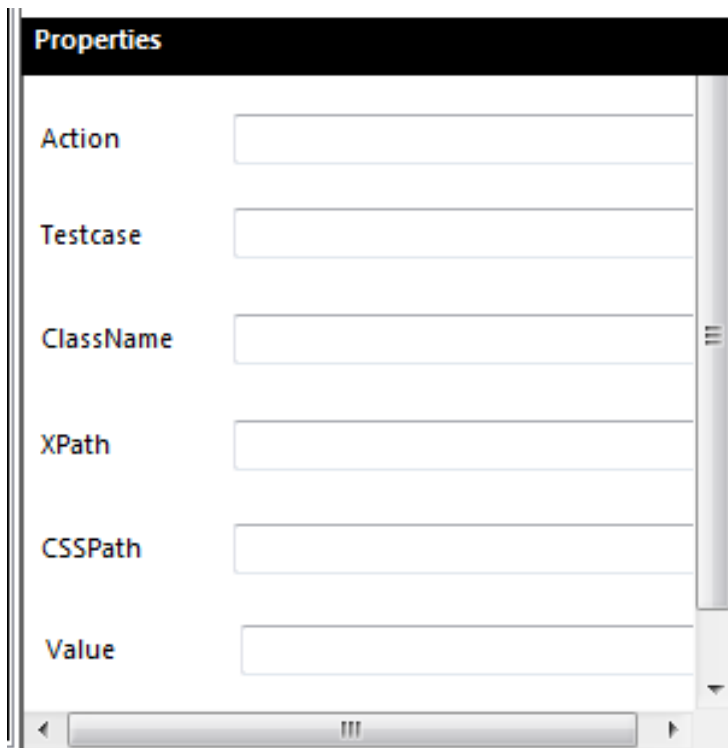 Properties
Action
Testcase
ClassName
XPath
CSSPath
Value